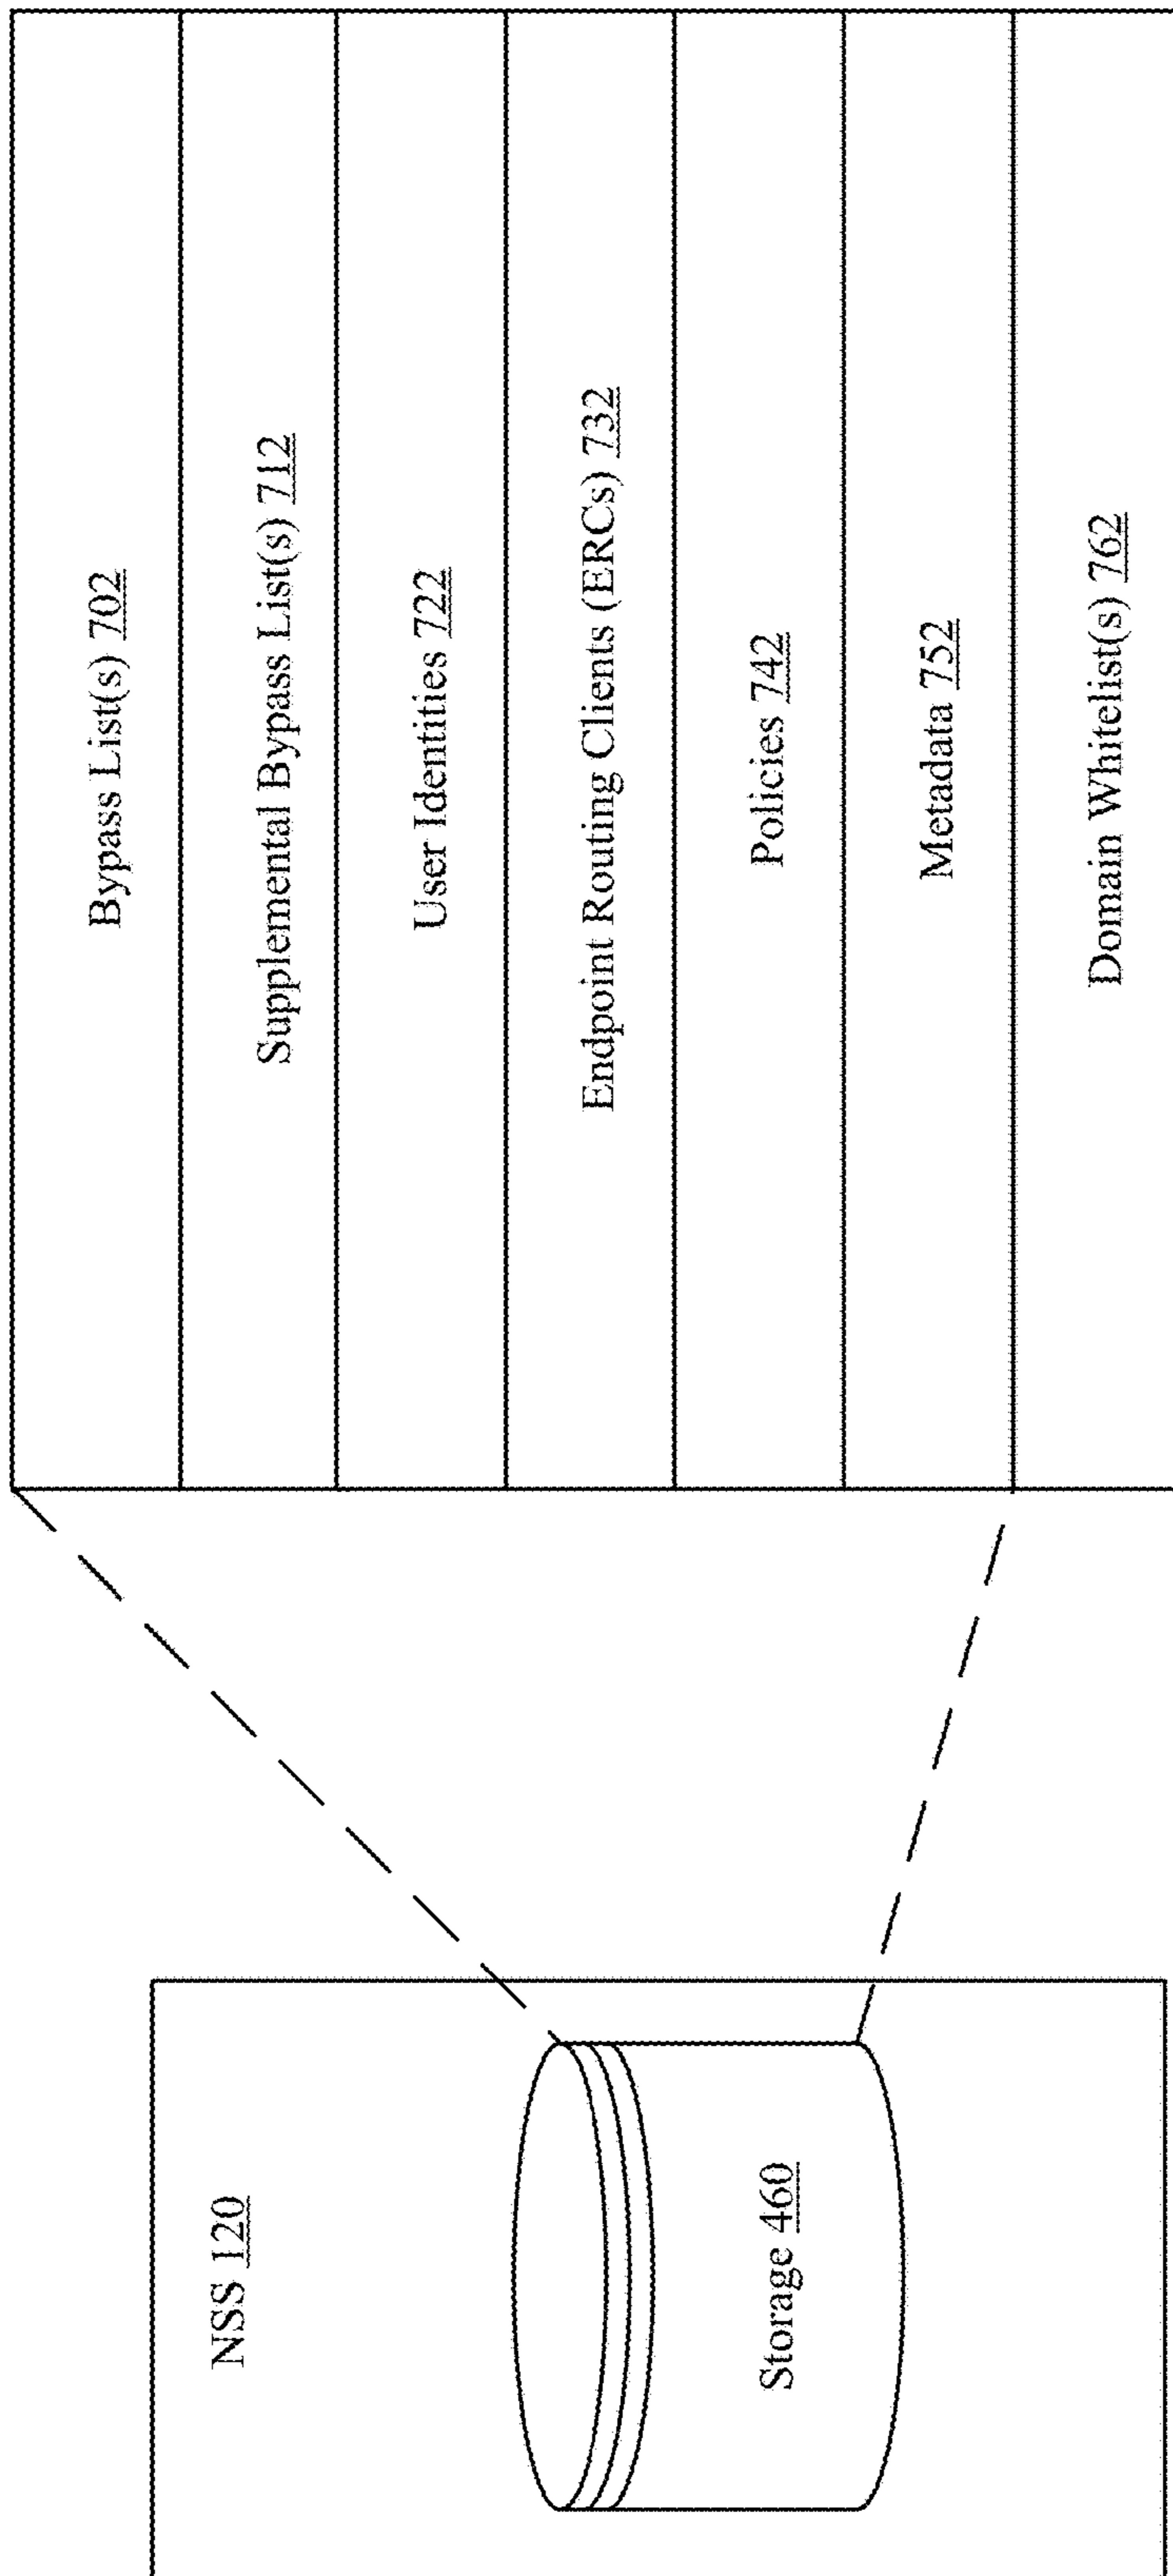 NSS 120
Storage 460
Bypass List(s) 702
Supplemental Bypass List(s) 712
User Identities 722
Endpoint Routing Clients (ERCs) 732
Policies 742
Metadata 752
Domain Whitelist(s) 762